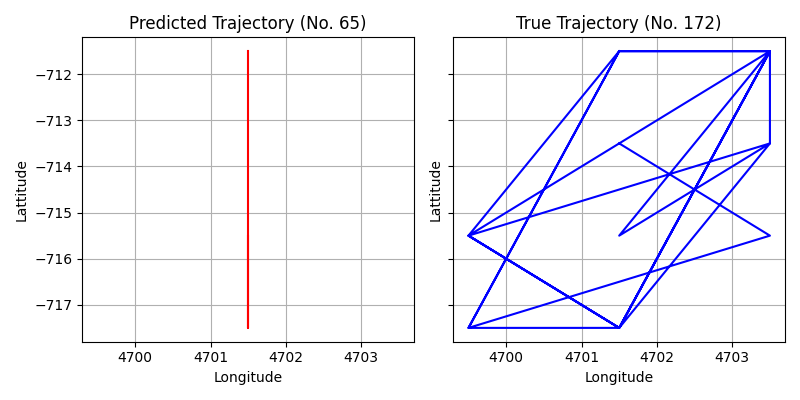 Predicted Trajectory (No. 65)
True Trajectory (No. 172)
Lattitude
−712
−713
−714
−715
−716
−717
4700
4701
4702
4703
Longitude
Lattitude
4700
4701
4702
4703
Longitude